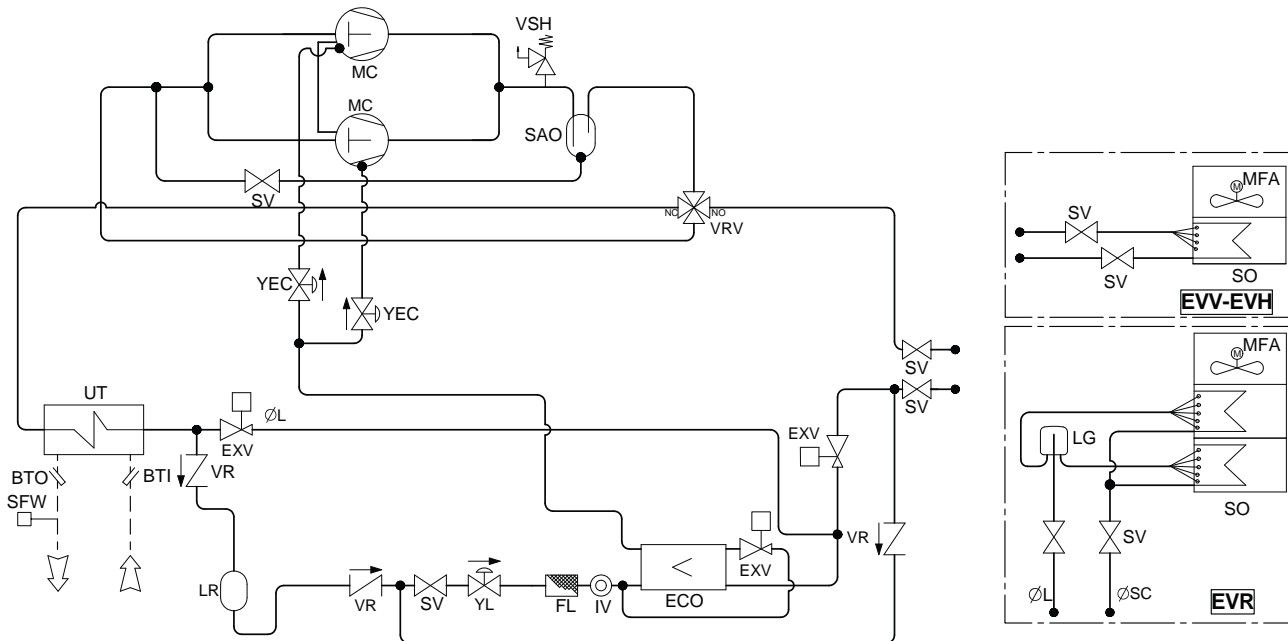 VSH
MC
MC
SAO
SV
NC
NO
VRV
YEC
YEC
SV
SV
UT
ØL
EXV
EXV
BTO
BTI
VR
SFW
VR
EXV
LR
VR
SV
YL
FL
IV
ECO
M
MFA
SV
SV
SO
EVV-EVH
M
MFA
LG
SO
SV
ØL
ØSC
EVR